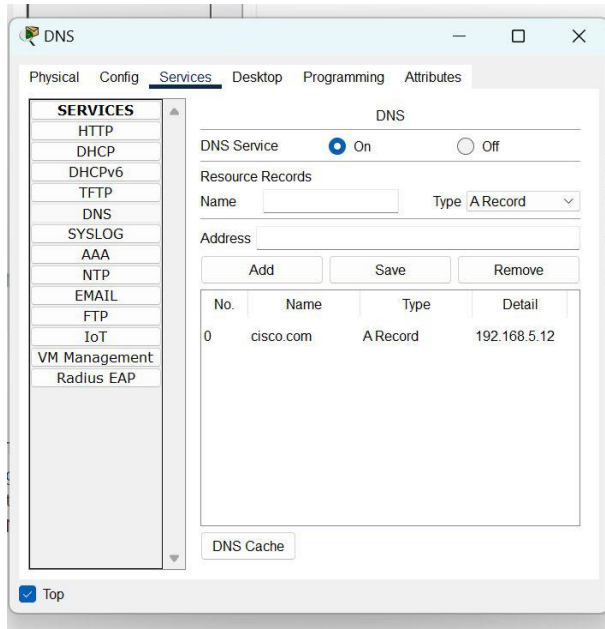 DNS
Physical Config Services Desktop Programming Attributes
SERVICES
HTTP
DHCP
DHCPv6
TFTP
DNS
SYSLOG
AAA
NTP
EMAIL
FTP
IoT
VM Management
Radius EAP
DNS
DNS Service On Off
Resource Records
Name Type A Record
Address
Add Save Remove
No. Name Type Detail
0 cisco.com A Record 192.168.5.12
DNS Cache
Top